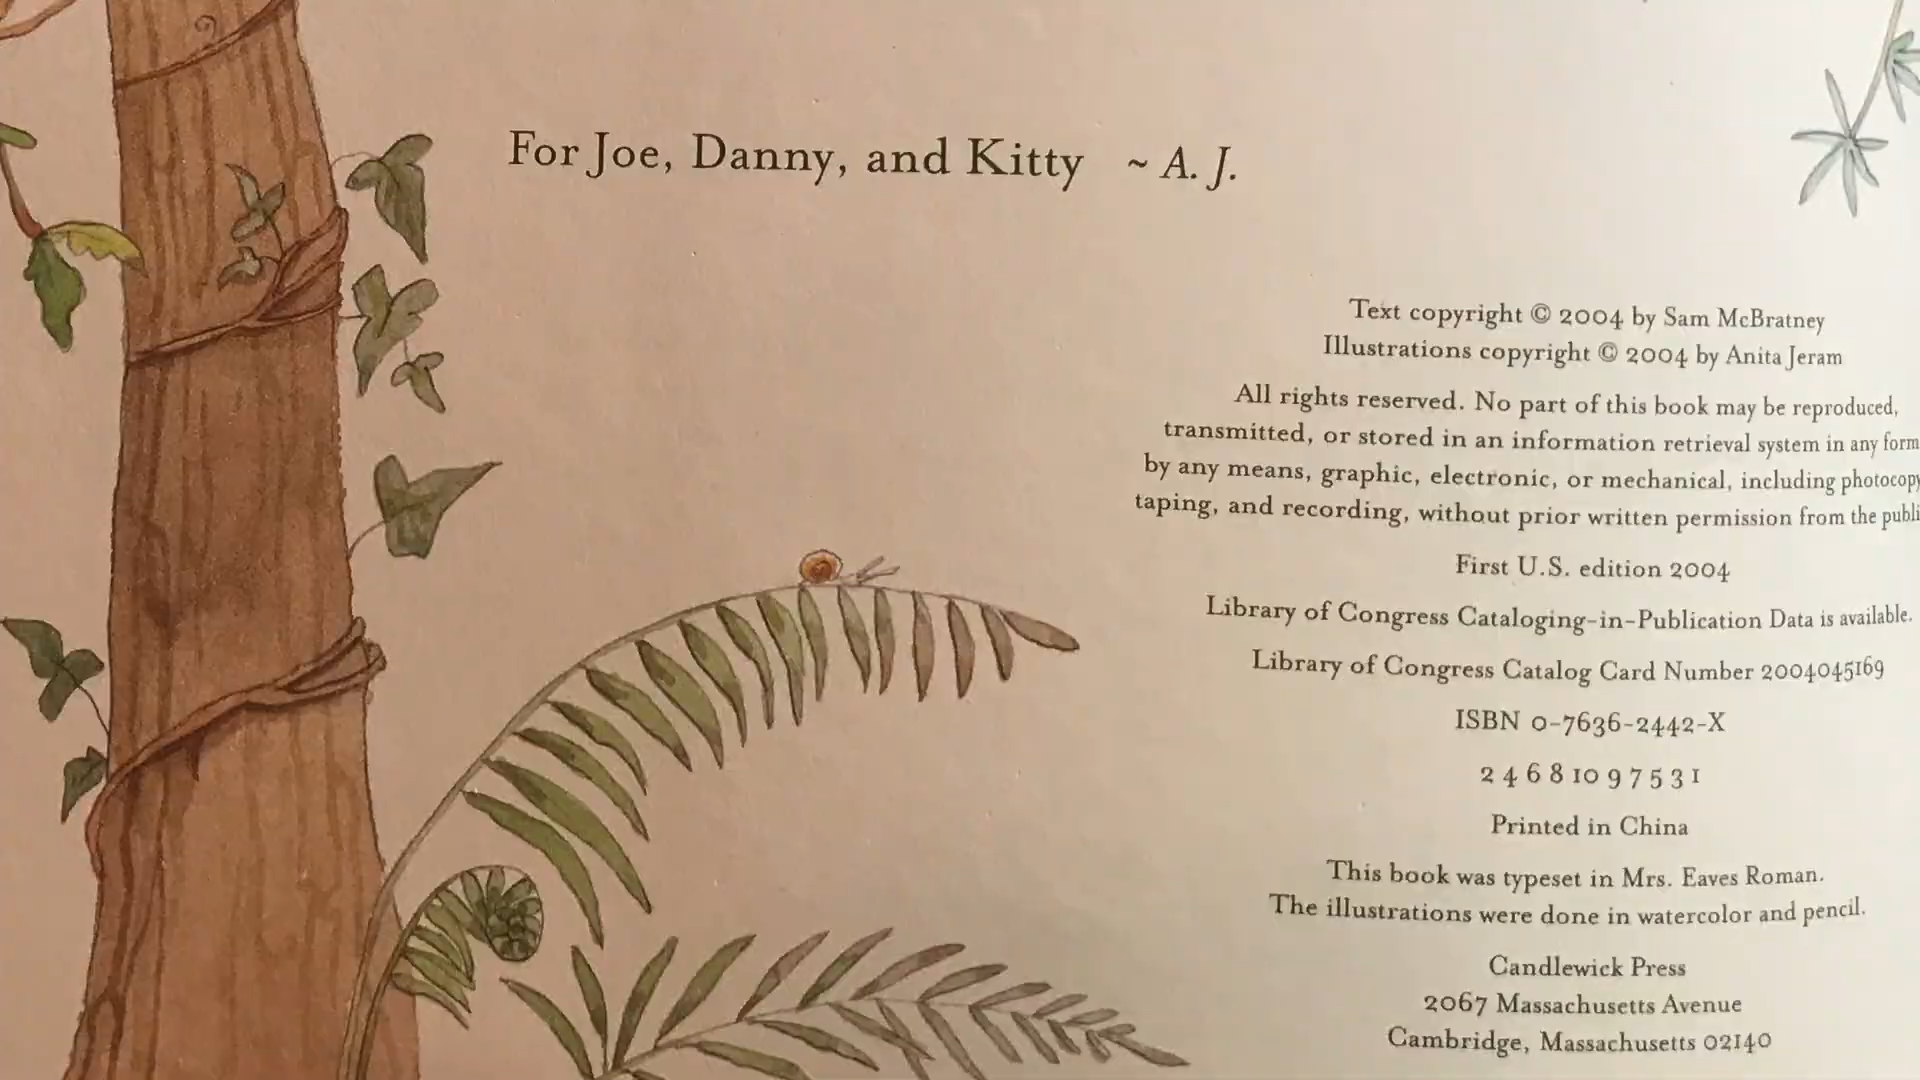 For Joe, Danny, and Kitty ~ A. J.
Text copyright © 2004 by Sam McBratney
Illustrations copyright © 2004 by Anita Jeram
All rights reserved. No part of this book may be reproduced,
transmitted, or stored in an information retrieval system in any form
by any means, graphic, electronic, or mechanical, including photocopy
taping, and recording, without prior written permission from the publi
First U.S. edition 2004
Library of Congress Cataloging-in-Publication Data is available.
Library of Congress Catalog Card Number 2004045169
ISBN 0-7636-2442-X
2 4 6 8 10 9 7 5 3 1
Printed in China
This book was typeset in Mrs. Eaves Roman.
The illustrations were done in watercolor and pencil.
Candlewick Press
2067 Massachusetts Avenue
Cambridge, Massachusetts 02140